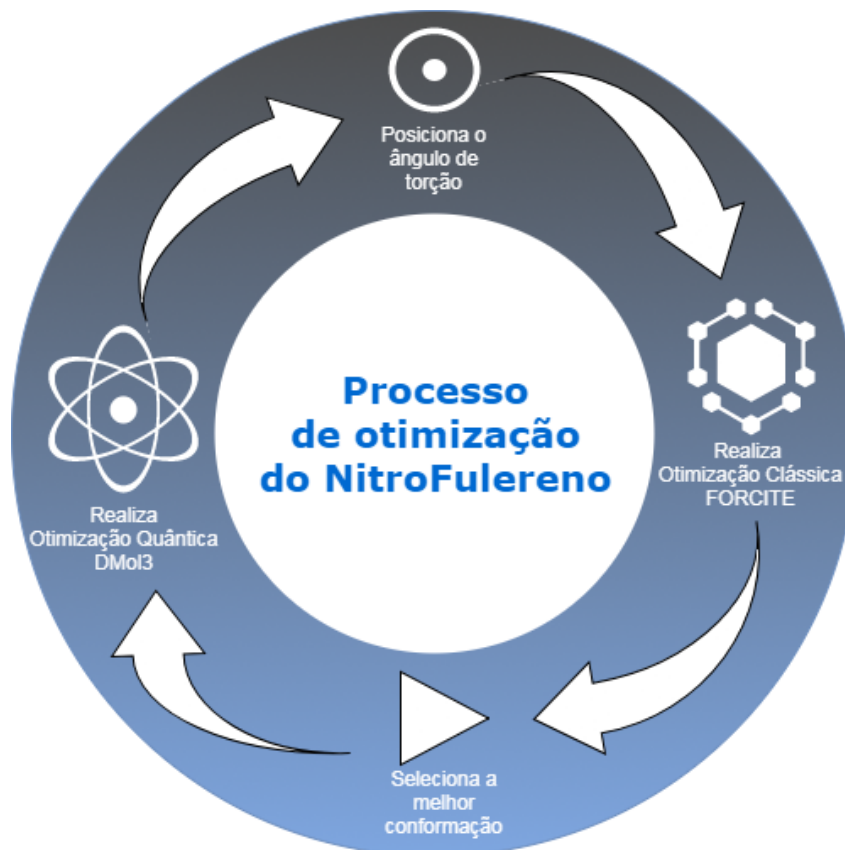 Posiciona o
ângulo de
torção
Processo
de otimização
do NitroFulereno
Realiza
Otimização Clássica
FORCITE
Realiza
Otimização Quântica
DMol3
Seleciona a
melhor
conformação